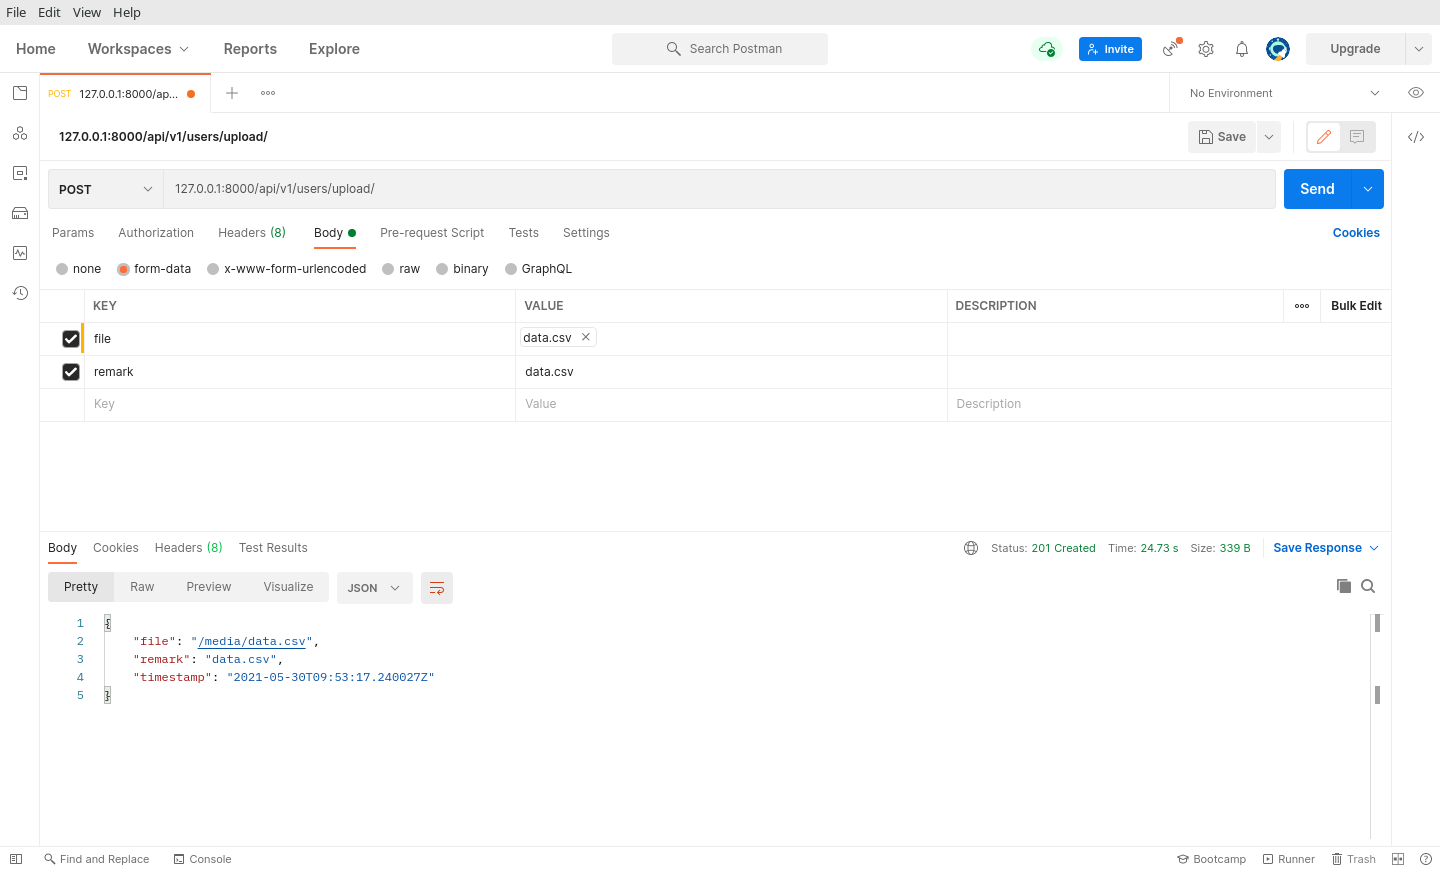 File Edit View Help
Home Workspaces Reports Explore Search Postman Invite Upgrade
POST 127.0.0.1:8000/ap... No Environment
127.0.0.1:8000/api/v1/users/upload/ Save
POST 127.0.0.1:8000/api/v1/users/upload/ Send
Params Authorization Headers (8) Body Pre-request Script Tests Settings Cookies
none form-data x-www-form-urlencoded raw binary GraphQL
KEY VALUE DESCRIPTION Bulk Edit
file data.csv
remark data.csv
Key Value Description
Body Cookies Headers (8) Test Results Status: 201 Created Time: 24.73 s Size: 339 B Save Response
Pretty Raw Preview Visualize JSON
1 {
2 "file": "/media/data.csv",
3 "remark": "data.csv",
4 "timestamp": "2021-05-30T09:53:17.240027Z"
5 }
Find and Replace Console Bootcamp Runner Trash